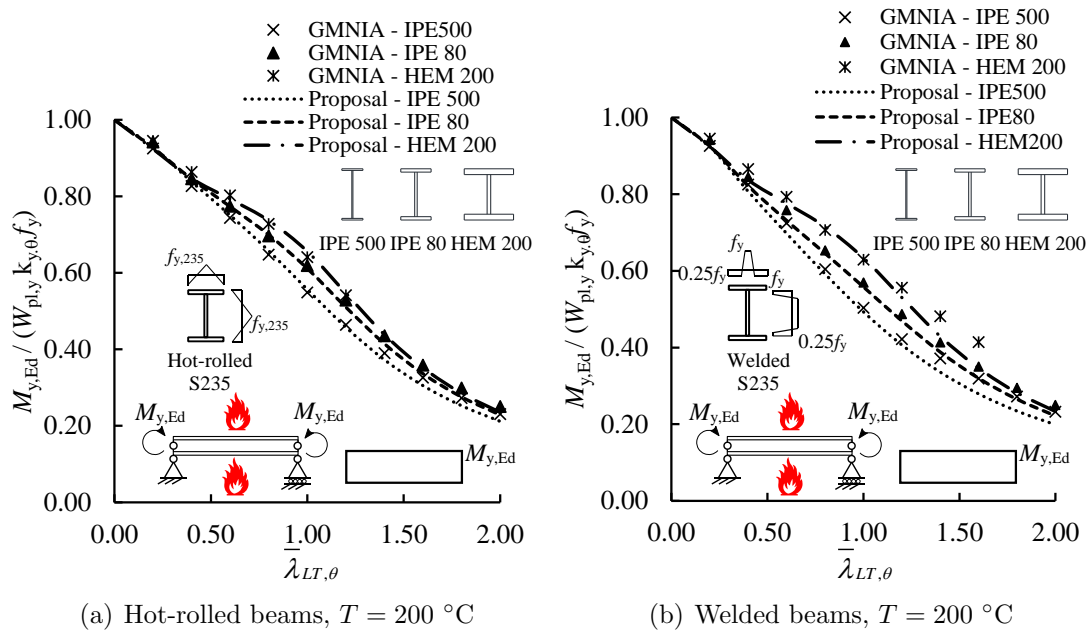 GMNIA - IPE500
GMNIA - IPE 80
GMNIA - HEM 200
Proposal - IPE 500
Proposal - IPE 80
Proposal - HEM 200
1.00
0.80
0.60
0.40
0.20
0.00
M_y,Ed / (W_pl,y k_y,θ f_y)
IPE 500 IPE 80 HEM 200
f_y,235
f_y,235
Hot-rolled
S235
M_y,Ed
M_y,Ed
M_y,Ed
0.00 0.50 1.00 1.50 2.00
λ̅_LT,θ
(a) Hot-rolled beams, T = 200 °C
GMNIA - IPE 500
GMNIA - IPE 80
GMNIA - HEM 200
Proposal - IPE500
Proposal - IPE80
Proposal - HEM200
1.00
0.80
0.60
0.40
0.20
0.00
M_y,Ed / (W_pl,y k_y,θ f_y)
IPE 500 IPE 80 HEM 200
f_y
0.25f_y
f_y
0.25f_y
Welded
S235
M_y,Ed
M_y,Ed
M_y,Ed
0.00 0.50 1.00 1.50 2.00
λ̅_LT,θ
(b) Welded beams, T = 200 °C